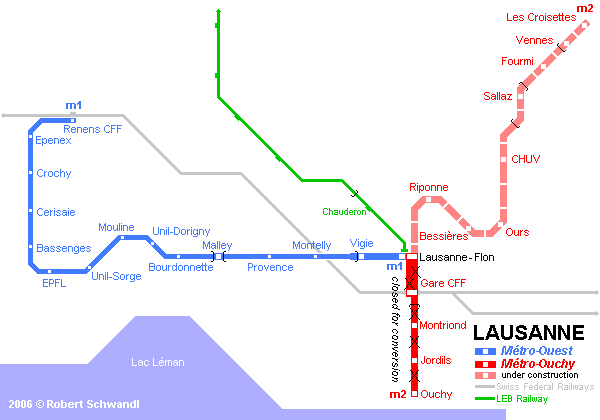 m2
Les Croisettes
Vennes
Fourmi
Sallaz
m1
Renens CFF
Epenex
CHUV
Crochy
Riponne
Cerisaie
Chauderon
Mouline
Unil-Dorigny
Bessières
Ours
Bassenges
Malley
Montelly
Vigie
Lausanne-Flon
EPFL
Unil-Sorge
Bourdonnette
Provence
m1
Gare CFF
closed for conversion
Montriond
LAUSANNE
Métro-Ouest
Lac Léman
Jordils
Métro-Ouchy
under construction
Swiss Federal Railways
m2
Ouchy
LEB Railway
2006 © Robert Schwandl